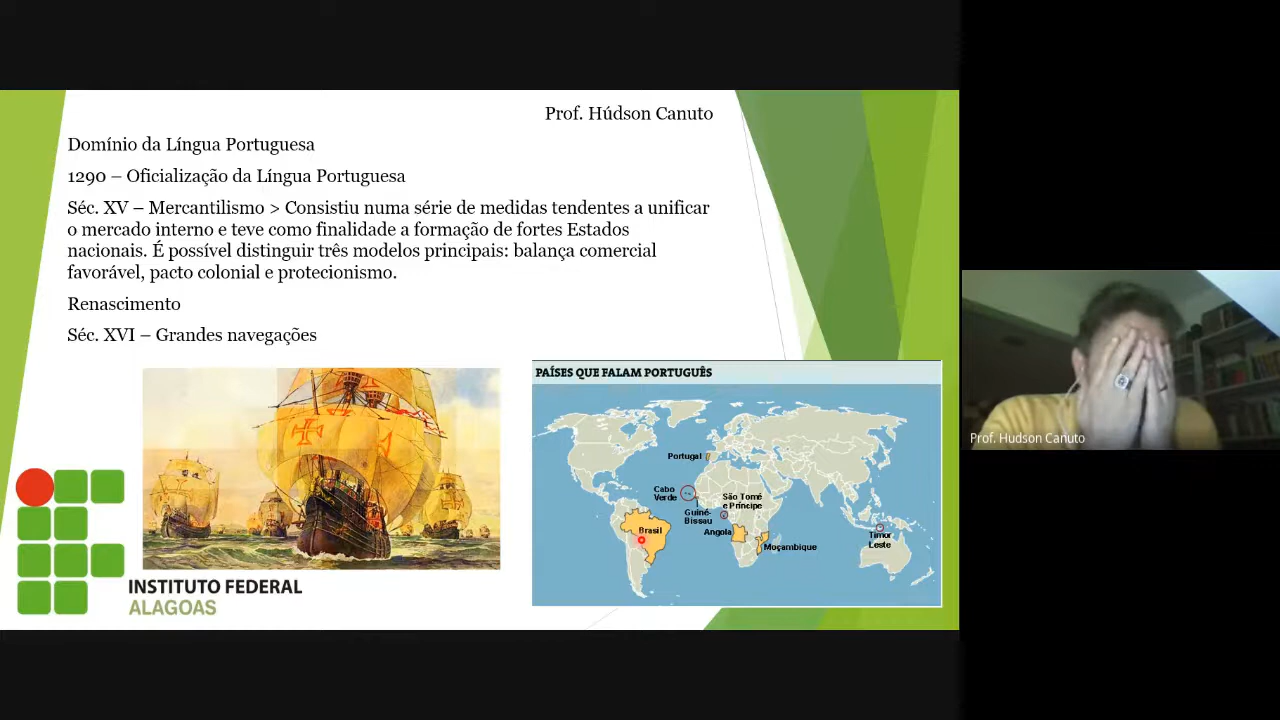 Prof. Húdson Canuto
Domínio da Língua Portuguesa
1290 – Oficialização da Língua Portuguesa
Séc. XV – Mercantilismo > Consistiu numa série de medidas tendentes a unificar
o mercado interno e teve como finalidade a formação de fortes Estados
nacionais. É possível distinguir três modelos principais: balança comercial
favorável, pacto colonial e protecionismo.
Renascimento
Séc. XVI – Grandes navegações
PAÍSES QUE FALAM PORTUGUÊS
Portugal
Cabo
Verde
São Tomé
e Príncipe
Guiné-
Bissau
Brasil
Angola
Moçambique
Timor
Leste
INSTITUTO FEDERAL
ALAGOAS
Prof. Hudson Canuto